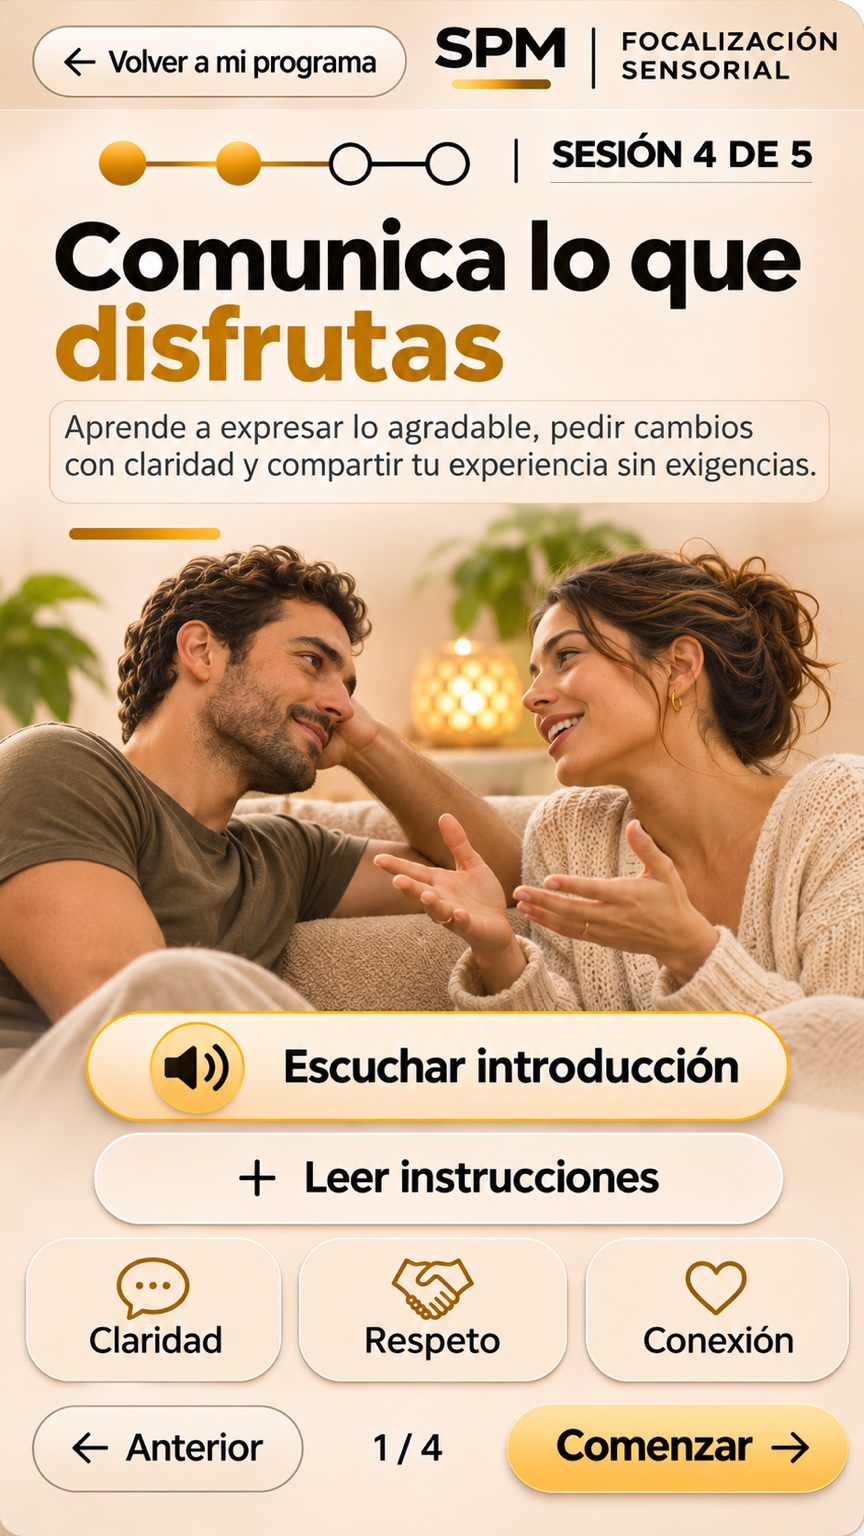 ← Volver a mi programa
SPM
FOCALIZACIÓN
SENSORIAL
SESIÓN 4 DE 5
Comunica lo que
disfrutas
Aprende a expresar lo agradable, pedir cambios
con claridad y compartir tu experiencia sin exigencias.
Escuchar introducción
+ Leer instrucciones
Claridad
Respeto
Conexión
← Anterior
1 / 4
Comenzar →